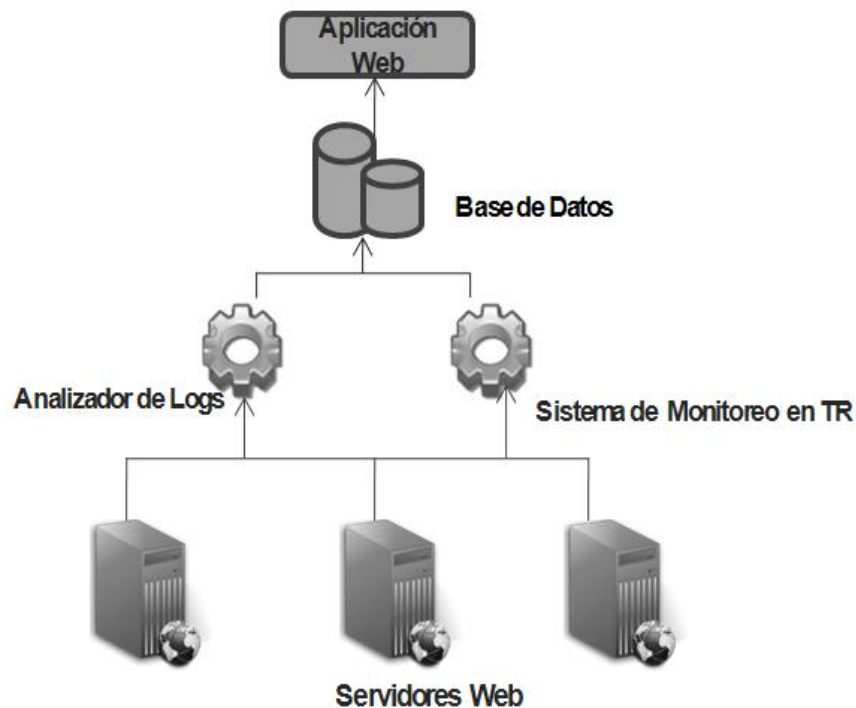 Aplicación
Web
Base de Datos
Analizador de Logs
Sistema de Monitoreo en TR
Servidores Web